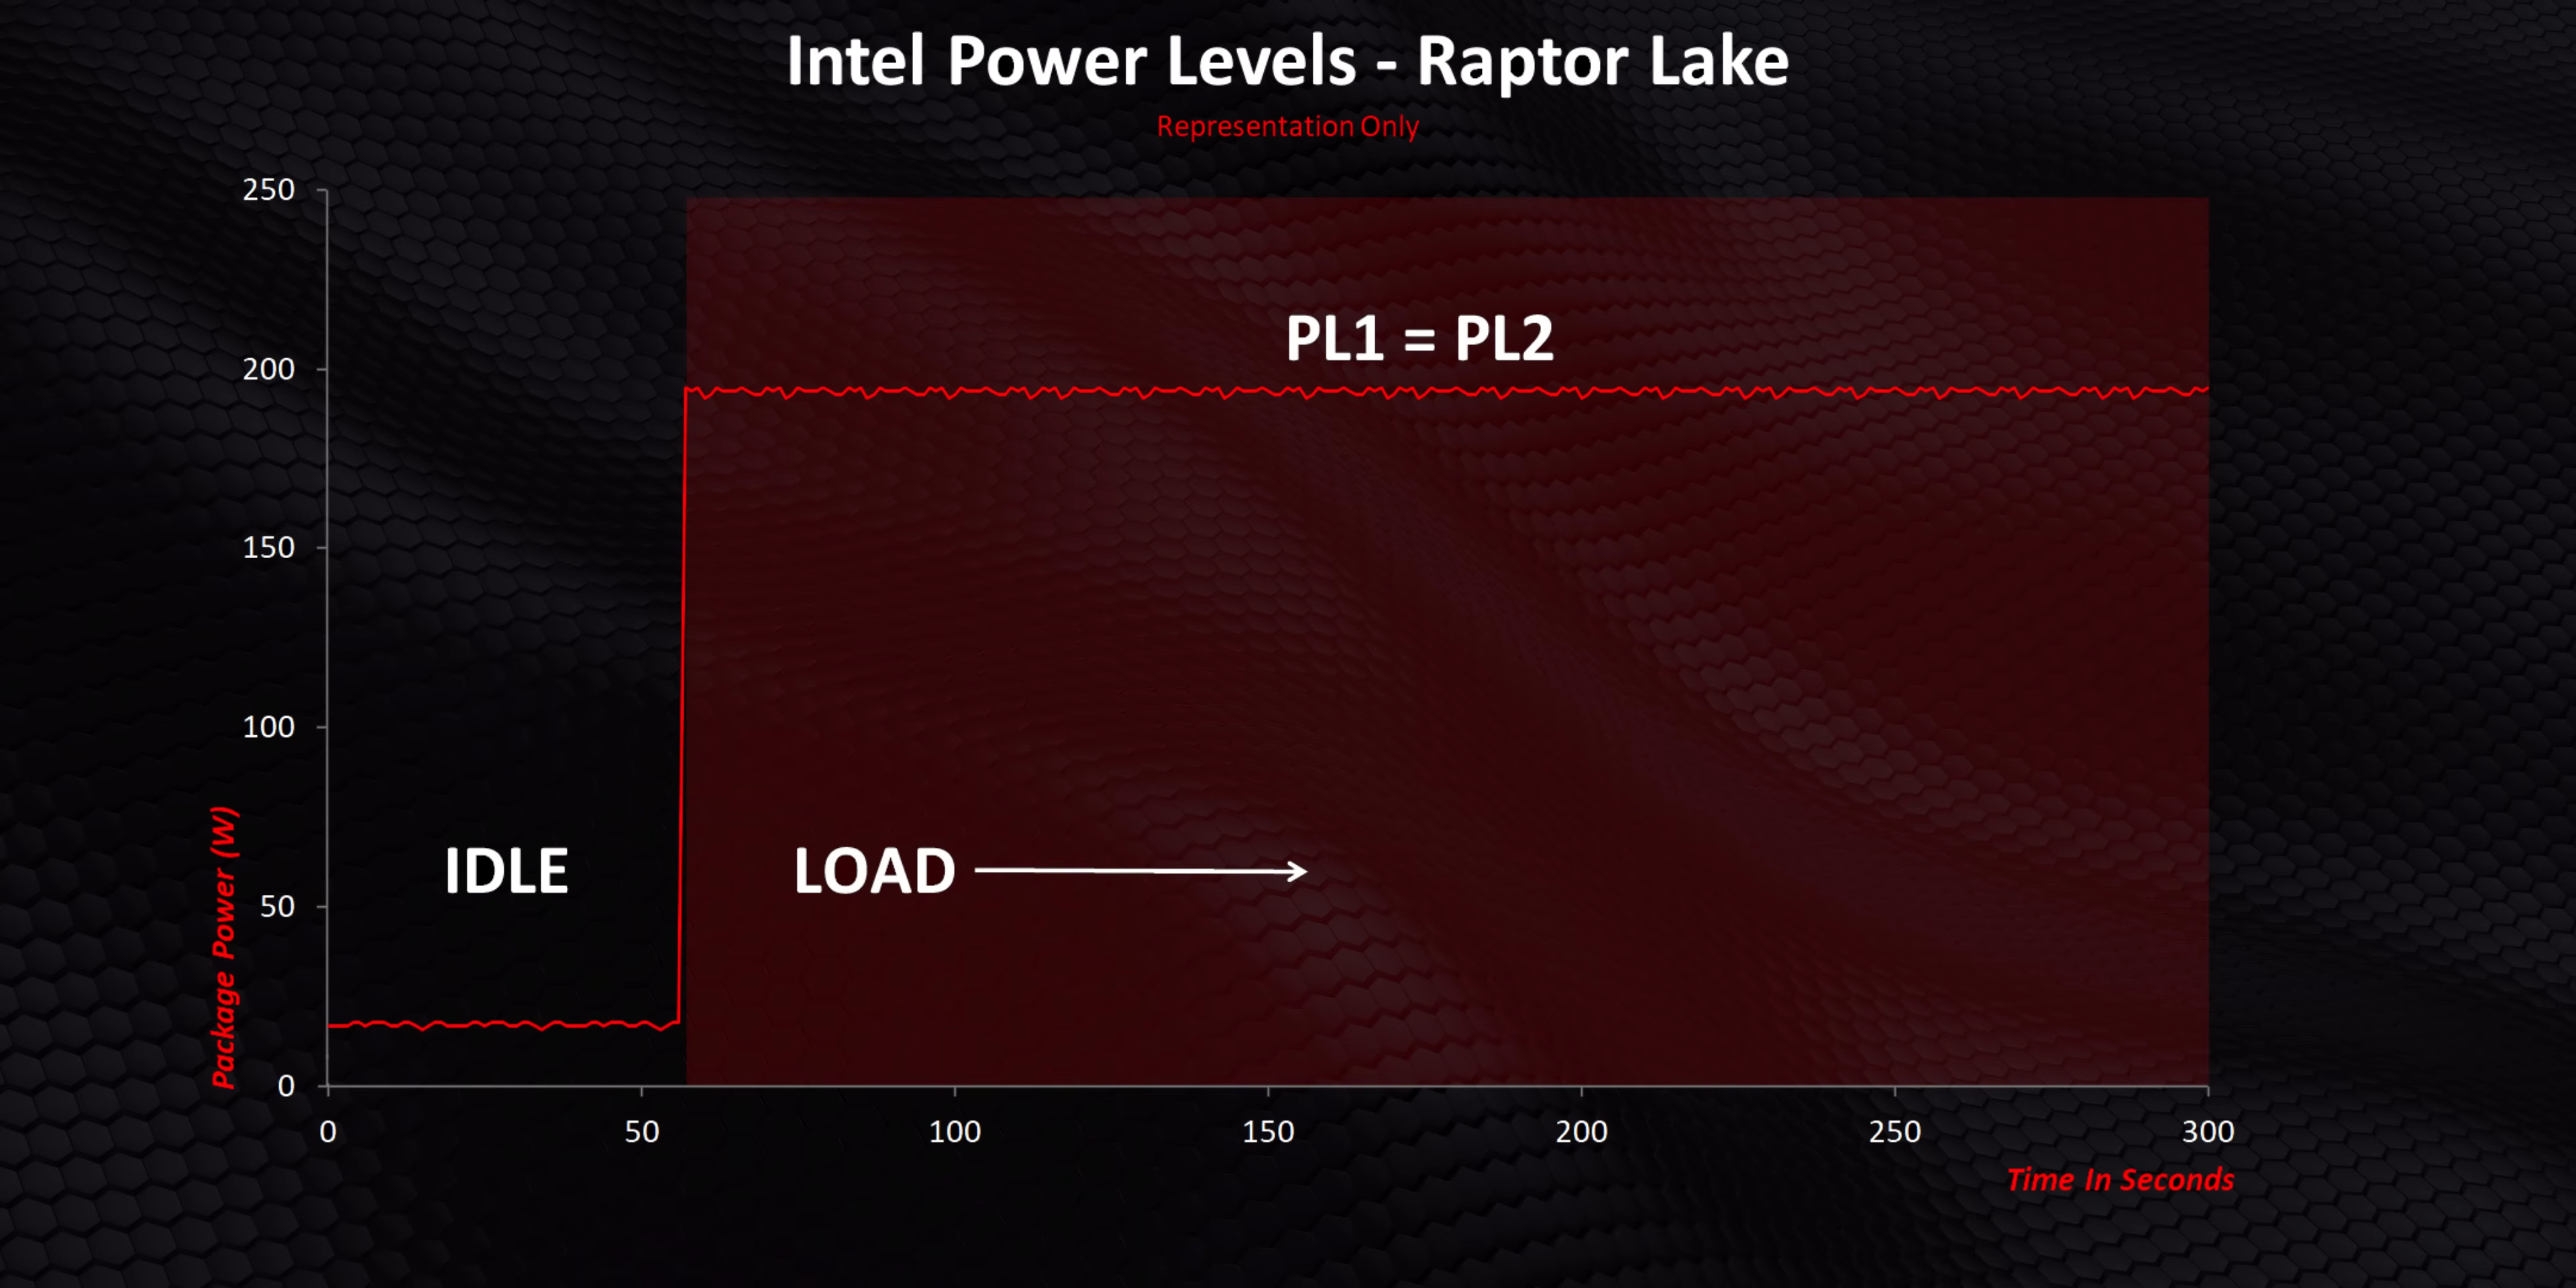 Intel Power Levels - Raptor Lake
Representation Only
250
200
150
100
50
0
Package Power (W)
PL1 = PL2
IDLE
LOAD
0 50 100 150 200 250 300
Time In Seconds